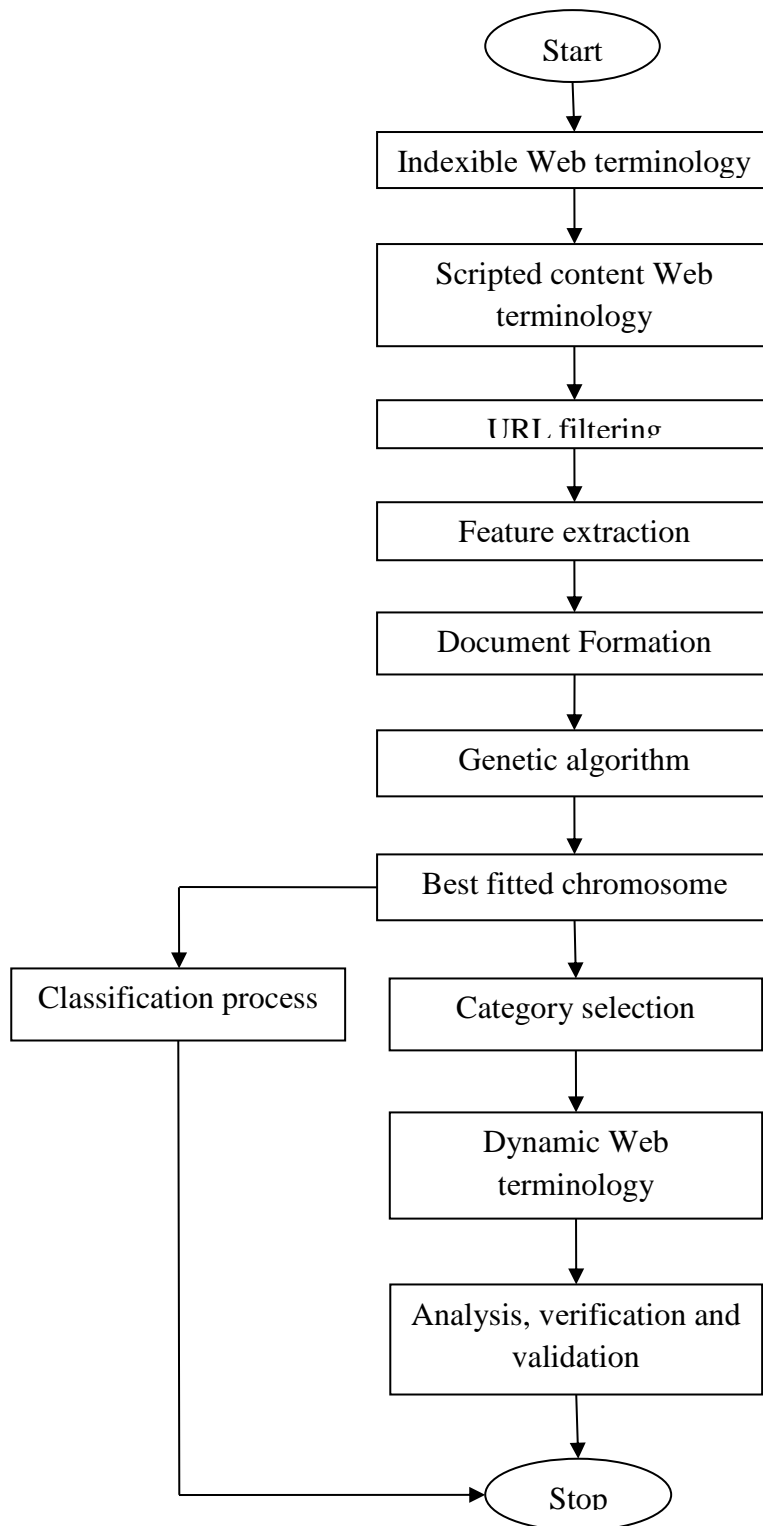 Start
Indexible Web terminology
Scripted content Web
terminology
URL filtering
Feature extraction
Document Formation
Genetic algorithm
Best fitted chromosome
Classification process
Category selection
Dynamic Web
terminology
Analysis, verification and
validation
Stop